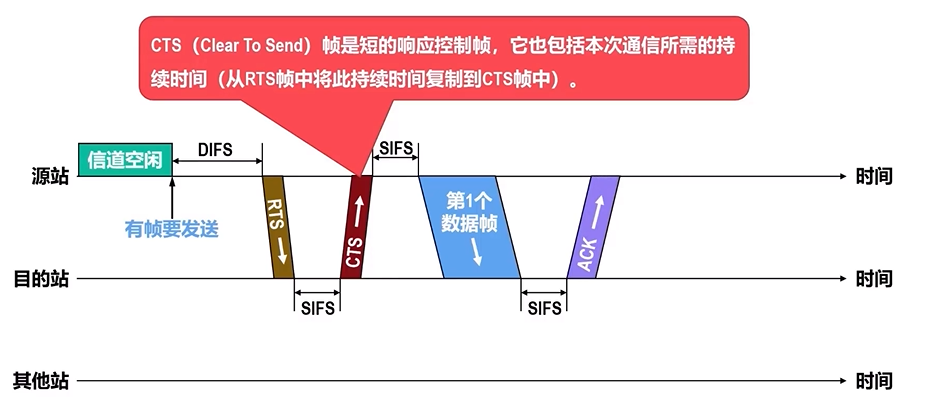 CTS（Clear To Send）帧是短的响应控制帧，它也包括本次通信所需的持
续时间（从RTS帧中将此持续时间复制到CTS帧中）。
信道空闲
DIFS
SIFS
源站
时间
有帧要发送
RTS
CTS
第1个
数据帧
ACK
目的站
时间
SIFS
SIFS
其他站
时间